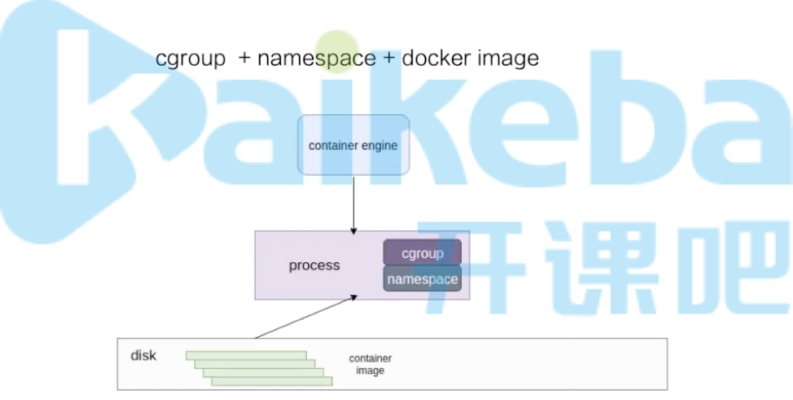 cgroup + namespace + docker image
kaikeba
开课吧
container engine
process
cgroup
namespace
disk
container
image